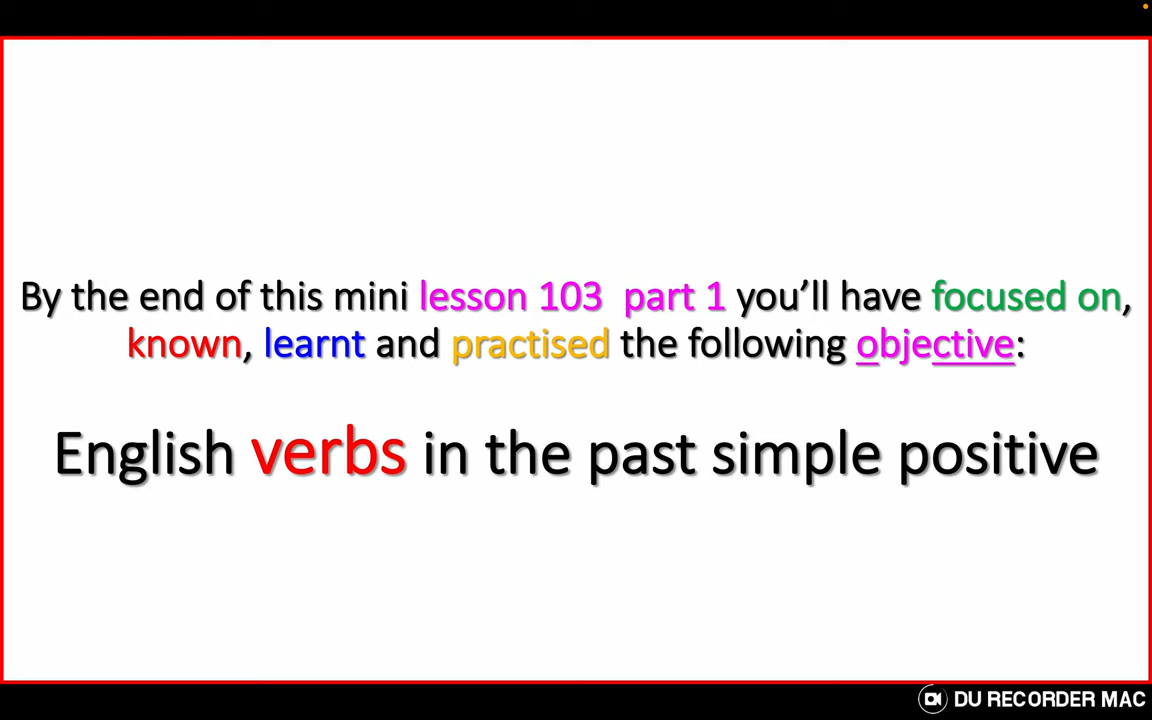 By the end of this mini lesson 103 part 1 you’ll have focused on,
known, learnt and practised the following objective:
English verbs in the past simple positive
DU RECORDER MAC